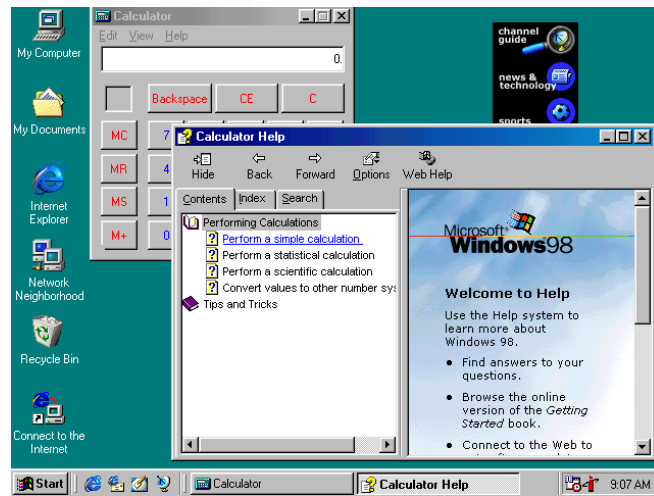 My Computer
My Documents
Internet
Explorer
Network
Neighborhood
Recycle Bin
Connect to the
Internet
Calculator
Edit View Help
0.
Backspace CE C
MC 7
MR 4
MS 1
M+ 0
channel
guide
news &
technology
sports
Calculator Help
Hide Back Forward Options Web Help
Contents Index Search
Performing Calculations
Perform a simple calculation
Perform a statistical calculation
Perform a scientific calculation
Convert values to other number sy
Tips and Tricks
Microsoft
Windows98
Welcome to Help
Use the Help system to
learn more about
Windows 98.
• Find answers to your
questions.
• Browse the online
version of the Getting
Started book.
• Connect to the Web to
Start Calculator Calculator Help 9:07 AM